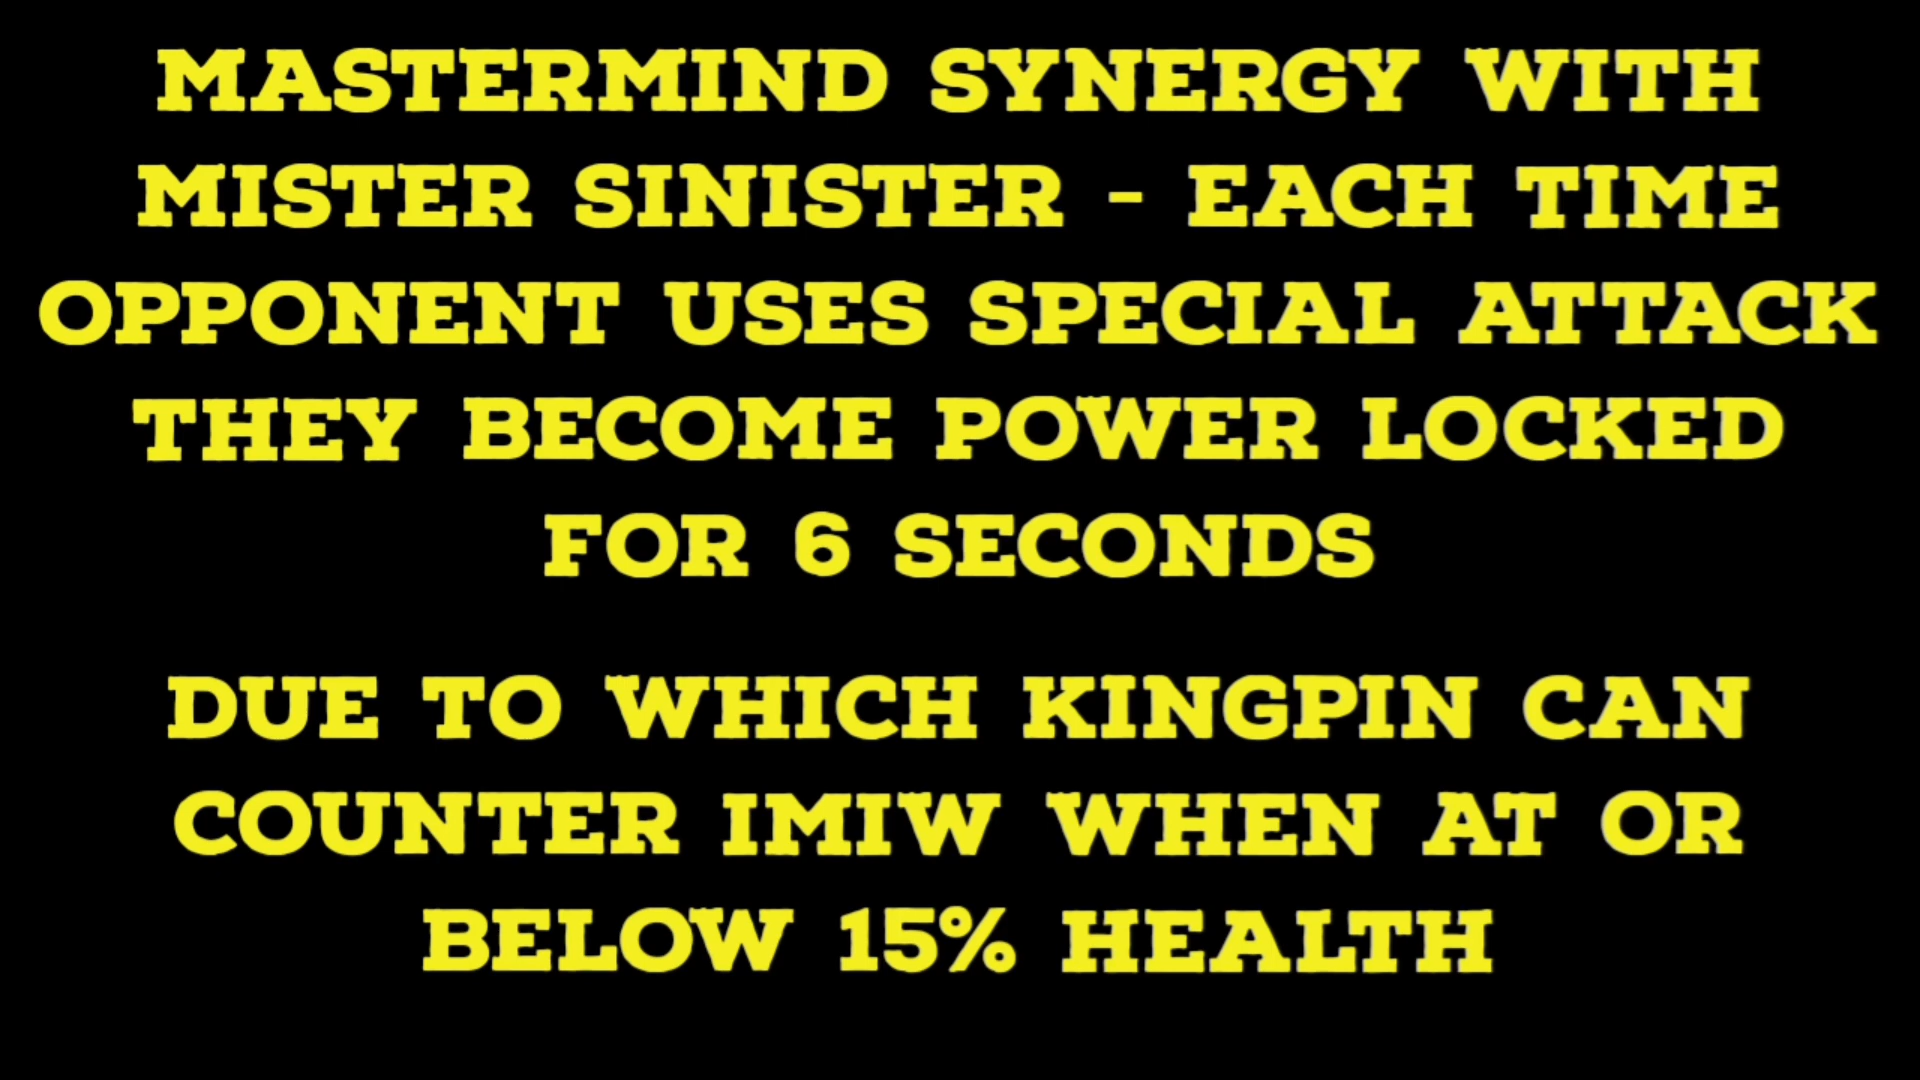 MASTERMIND SYNERGY WITH
MISTER SINISTER - EACH TIME
OPPONENT USES SPECIAL ATTACK
THEY BECOME POWER LOCKED
FOR 6 SECONDS
DUE TO WHICH KINGPIN CAN
COUNTER IMIW WHEN AT OR
BELOW 15% HEALTH